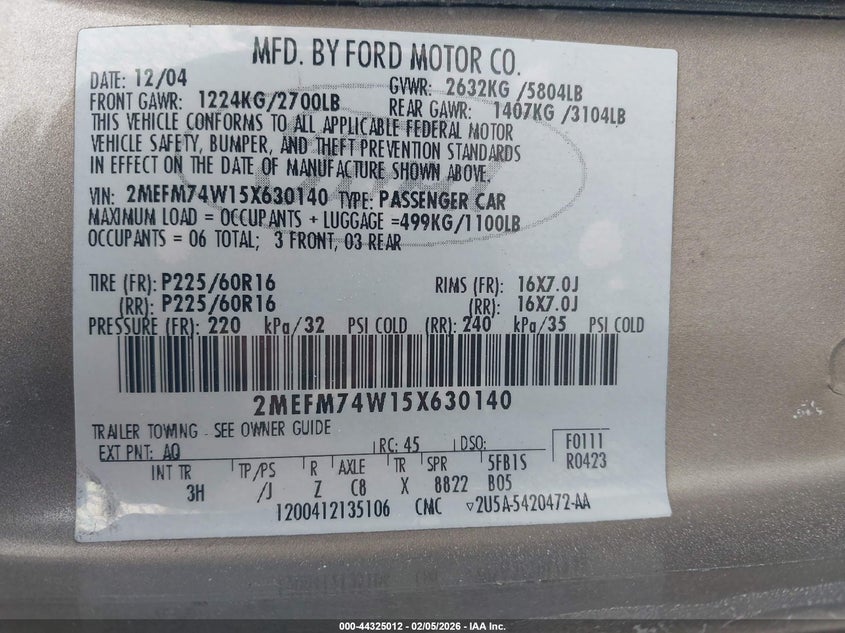 MFD. BY FORD MOTOR CO.
DATE: 12/04 GVWR: 2632KG /5804LB
FRONT GAWR: 1224KG/2700LB REAR GAWR: 1407KG /3104LB
THIS VEHICLE CONFORMS TO ALL APPLICABLE FEDERAL MOTOR
VEHICLE SAFETY, BUMPER, AND THEFT PREVENTION STANDARDS
IN EFFECT ON THE DATE OF MANUFACTURE SHOWN ABOVE.
VIN: 2MEFM74W15X630140 TYPE: PASSENGER CAR
MAXIMUM LOAD = OCCUPANTS + LUGGAGE =499KG/1100LB
OCCUPANTS = 06 TOTAL; 3 FRONT, 03 REAR
TIRE (FR): P225/60R16 RIMS (FR): 16X7.0J
(RR): P225/60R16 (RR): 16X7.0J
PRESSURE (FR): 220 kPa/32 PSI COLD (RR): 240 kPa/35 PSI COLD
2MEFM74W15X630140
TRAILER TOWING - SEE OWNER GUIDE
EXT PNT: AQ RC: 45 DSO: F0111
R0423
INT TR TP/PS R AXLE TR SPR 5FB1S
3H /J Z C8 X 8822 B05
1200412135106 CMC ▽2U5A-5420472-AA
000-44325012 - 02/05/2026 - IAA Inc.